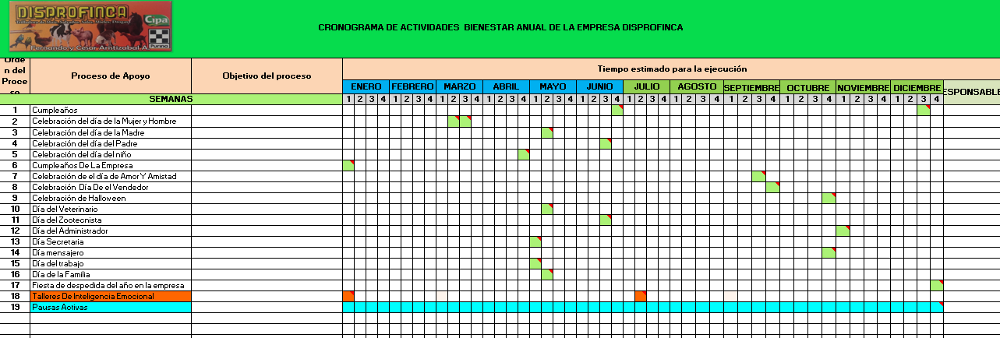 DISPROFINCA
Cipa
Purina
Fernando y Cesar Aristizabal A
CRONOGRAMA DE ACTIVIDADES BIENESTAR ANUAL DE LA EMPRESA DISPROFINCA
Orde
n del
Proce
so
Proceso de Apoyo
Objetivo del proceso
Tiempo estimado para la ejecución
ENERO FEBRERO MARZO ABRIL MAYO JUNIO JULIO AGOSTO SEPTIEMBRE OCTUBRE NOVIEMBRE DICIEMBRE
ESPONSABLE
SEMANAS
1 2 3 4 1 2 3 4 1 2 3 4 1 2 3 4 1 2 3 4 1 2 3 4 1 2 3 4 1 2 3 4 1 2 3 4 1 2 3 4 1 2 3 4 1 2 3 4
1 Cumpleaños
2 Celebración del día de la Mujer y Hombre
3 Celebración del día de la Madre
4 Celebración del día del Padre
5 Celebración del día del niño
6 Cumpleaños De La Empresa
7 Celebración de el día de Amor Y Amistad
8 Celebración Día De el Vendedor
9 Celebración de Halloween
10 Día del Veterinario
11 Día del Zootecnista
12 Día del Administrador
13 Día Secretaria
14 Día mensajero
15 Día del trabajo
16 Día de la Familia
17 Fiesta de despedida del año en la empresa
18 Talleres De Inteligencia Emocional
19 Pausas Activas